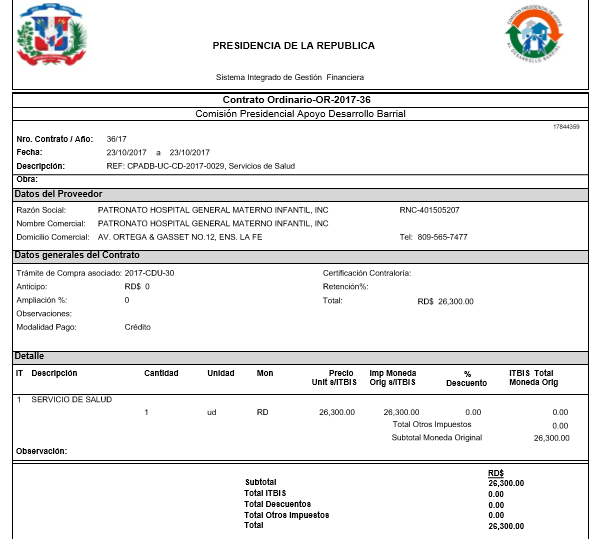 PRESIDENCIA DE LA REPUBLICA
Sistema Integrado de Gestión Financiera
Contrato Ordinario-OR-2017-36
Comisión Presidencial Apoyo Desarrollo Barrial
17844359
Nro. Contrato / Año: 36/17
Fecha: 23/10/2017 a 23/10/2017
Descripción: REF: CPADB-UC-CD-2017-0029, Servicios de Salud
Obra:
Datos del Proveedor
Razón Social: PATRONATO HOSPITAL GENERAL MATERNO INFANTIL, INC RNC-401505207
Nombre Comercial: PATRONATO HOSPITAL GENERAL MATERNO INFANTIL, INC
Domicilio Comercial: AV. ORTEGA & GASSET NO.12, ENS. LA FE Tel: 809-565-7477
Datos generales del Contrato
Trámite de Compra asociado: 2017-CDU-30 Certificación Contraloría:
Anticipo: RD$ 0 Retención%:
Ampliación %: 0 Total: RD$ 26,300.00
Observaciones:
Modalidad Pago: Crédito
Detalle
IT Descripción Cantidad Unidad Mon Precio Unit s/ITBIS Imp Moneda Orig s/ITBIS % Descuento ITBIS Total Moneda Orig
1 SERVICIO DE SALUD
1 ud RD 26,300.00 26,300.00 0.00 0.00
Total Otros Impuestos 0.00
Subtotal Moneda Original 26,300.00
Observación:
RD$
Subtotal 26,300.00
Total ITBIS 0.00
Total Descuentos 0.00
Total Otros Impuestos 0.00
Total 26,300.00